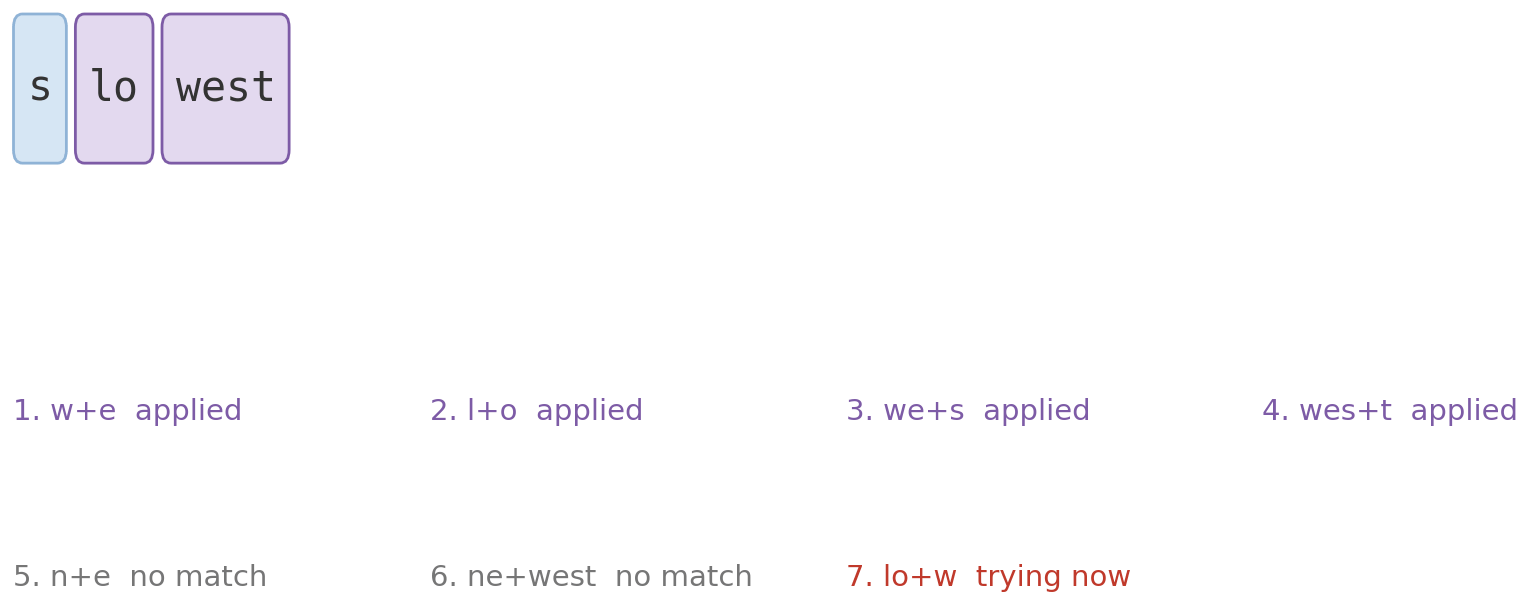 s lo west
1. w+e applied 2. l+o applied 3. we+s applied 4. wes+t applied
5. n+e no match 6. ne+west no match 7. lo+w trying now